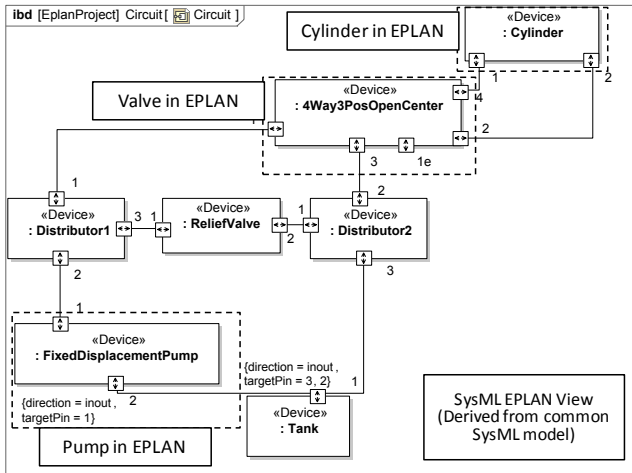 ibd [EplanProject] Circuit [ Circuit ]
Cylinder in EPLAN
«Device»
: Cylinder
1
2
Valve in EPLAN
«Device»
: 4Way3PosOpenCenter
4
2
3
1e
1
2
«Device»
: Distributor1
3
1
«Device»
: ReliefValve
2
1
«Device»
: Distributor2
2
3
1
«Device»
: FixedDisplacementPump
{direction = inout ,
targetPin = 3, 2}
1
2
{direction = inout ,
targetPin = 1}
«Device»
: Tank
Pump in EPLAN
SysML EPLAN View
(Derived from common
SysML model)